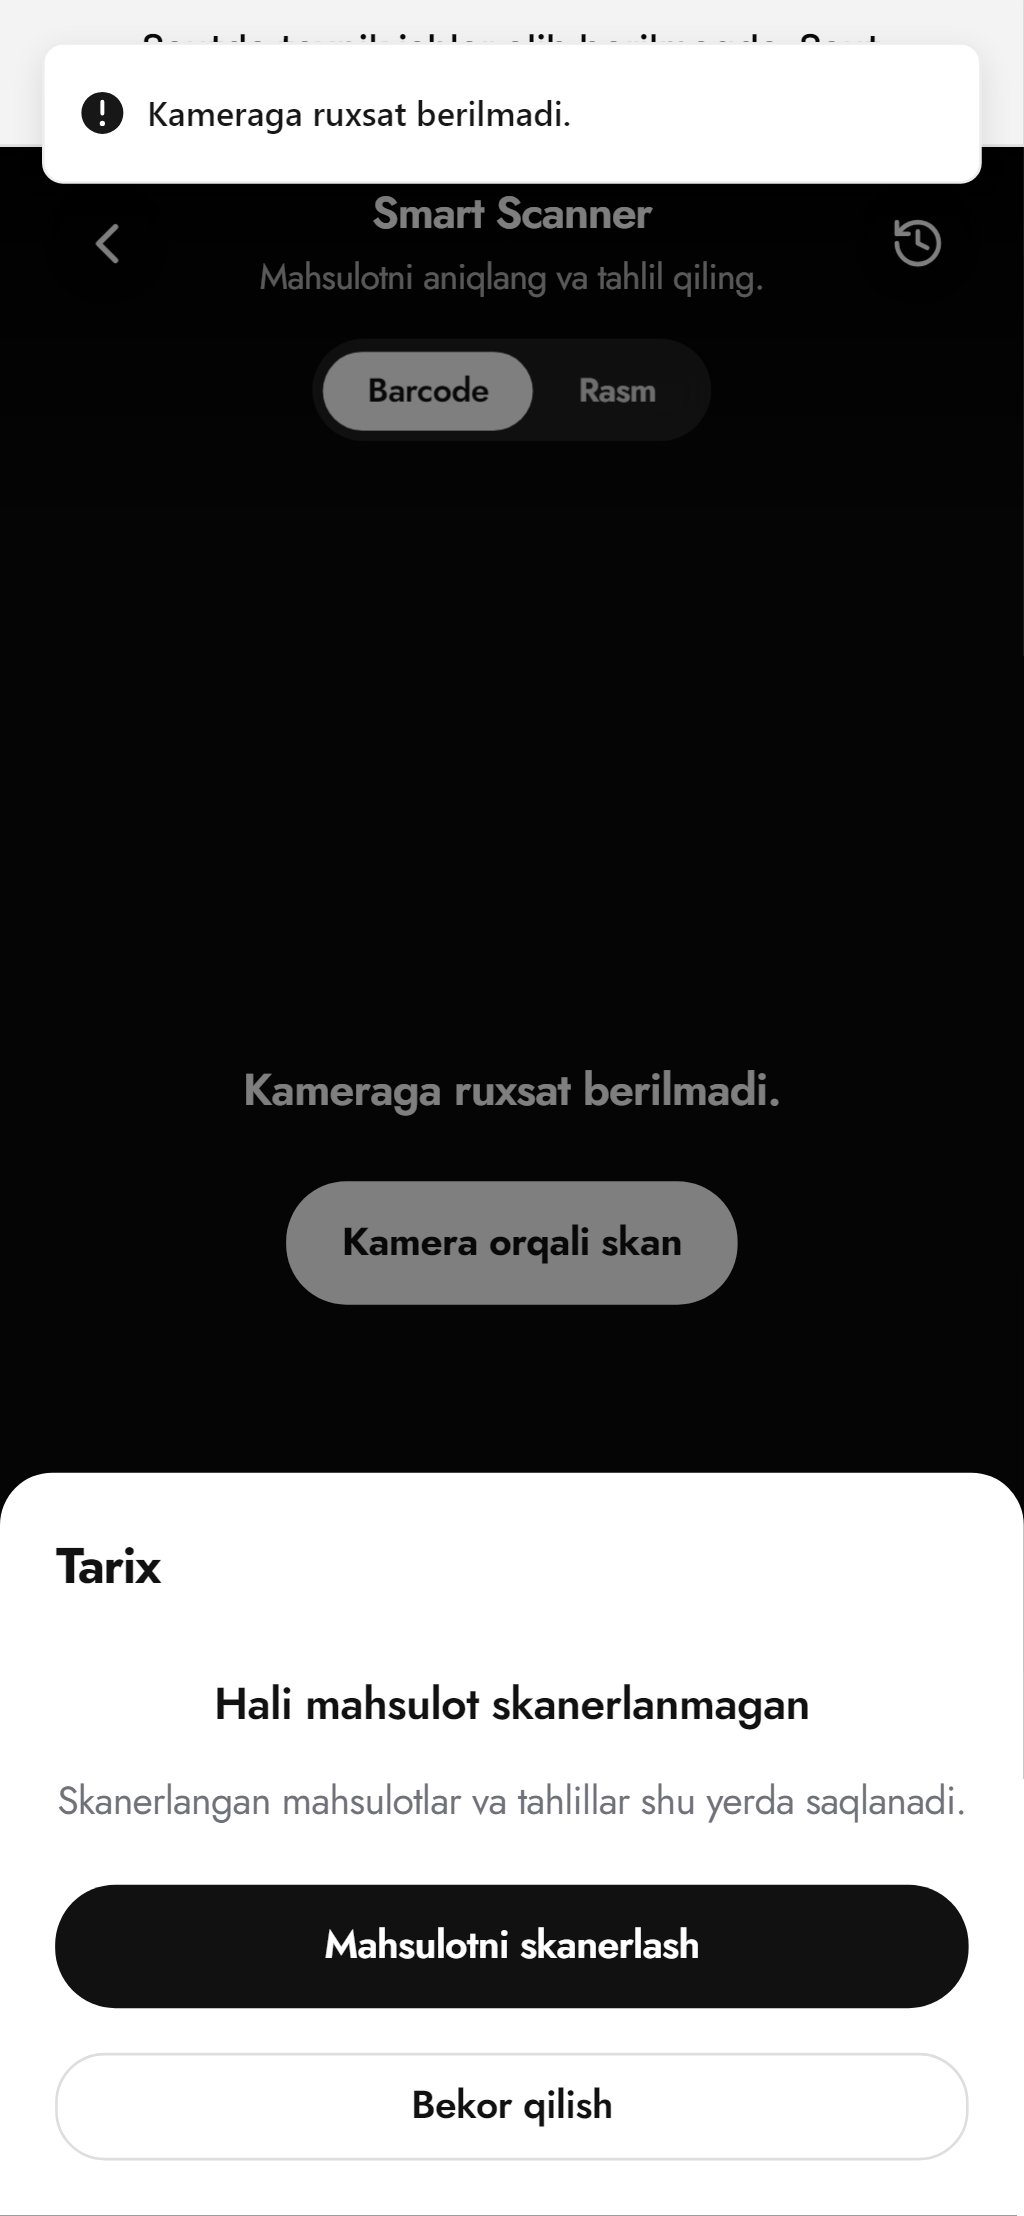 Kameraga ruxsat berilmadi.
Smart Scanner
Mahsulotni aniqlang va tahlil qiling.
Barcode
Rasm
Kameraga ruxsat berilmadi.
Kamera orqali skan
Tarix
Hali mahsulot skanerlanmagan
Skanerlangan mahsulotlar va tahlillar shu yerda saqlanadi.
Mahsulotni skanerlash
Bekor qilish